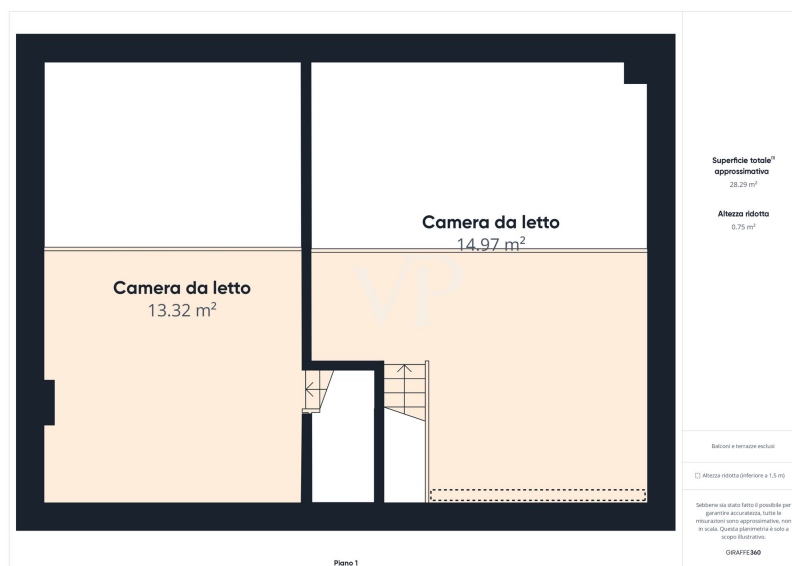 Camera da letto
14.97 m²
Camera da letto
13.32 m²
VP
Piano 1
Superficie totale⁽¹⁾
approssimativa
28.29 m²
Altezza ridotta
0.75 m²
Balconi e terrazze esclusi
Altezza ridotta (inferiore a 1,5 m)
Sebbene sia stato fatto il possibile per
garantire accuratezza, tutte le
misurazioni sono approssimative, non
in scala. Questa planimetria è solo a
scopo illustrativo.
GIRAFFE360